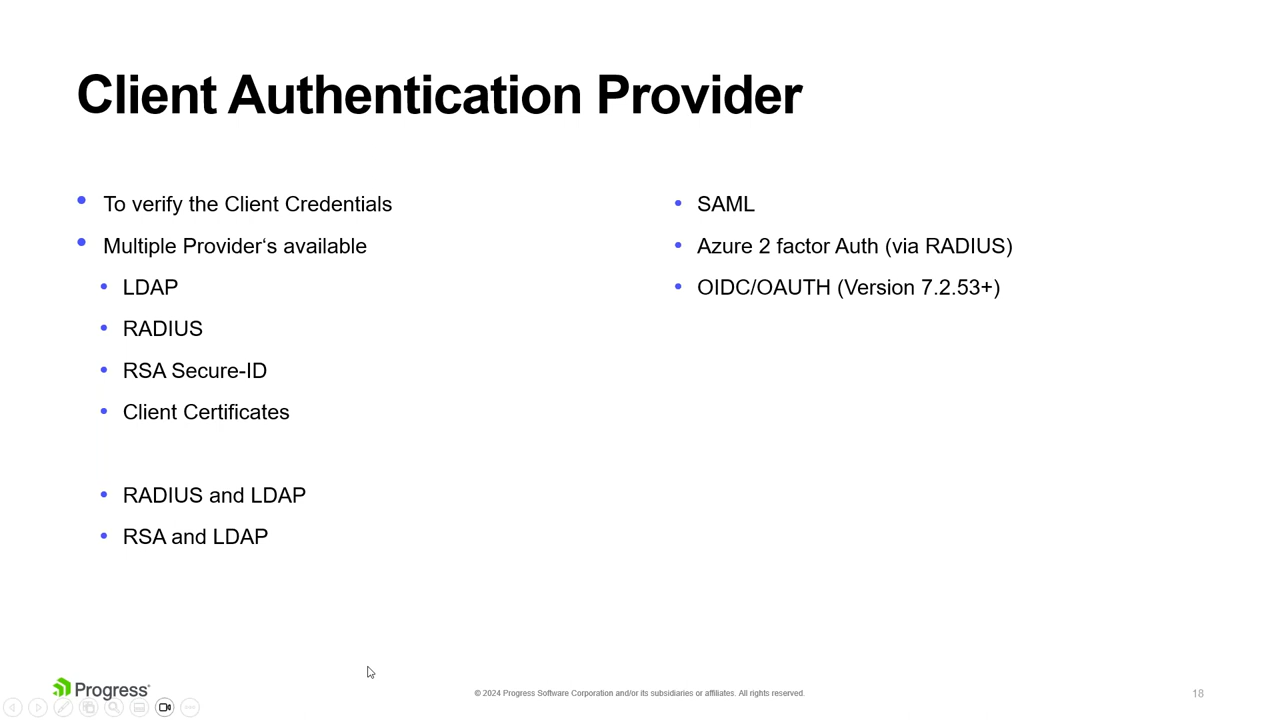 Client Authentication Provider
To verify the Client Credentials
Multiple Provider‘s available
LDAP
RADIUS
RSA Secure-ID
Client Certificates
RADIUS and LDAP
RSA and LDAP
SAML
Azure 2 factor Auth (via RADIUS)
OIDC/OAUTH (Version 7.2.53+)
Progress
© 2024 Progress Software Corporation and/or its subsidiaries or affiliates. All rights reserved.
18